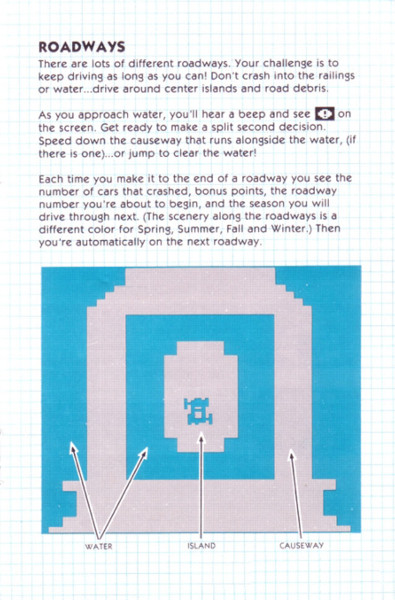 ROADWAYS
There are lots of different roadways. Your challenge is to
keep driving as long as you can! Don't crash into the railings
or water...drive around center islands and road debris.
As you approach water, you'll hear a beep and see on
the screen. Get ready to make a split second decision.
Speed down the causeway that runs alongside the water, (if
there is one)...or jump to clear the water!
Each time you make it to the end of a roadway you see the
number of cars that crashed, bonus points, the roadway
number you're about to begin, and the season you will
drive through next. (The scenery along the roadways is a
different color for Spring, Summer, Fall and Winter.) Then
you're automatically on the next roadway.
WATER ISLAND CAUSEWAY